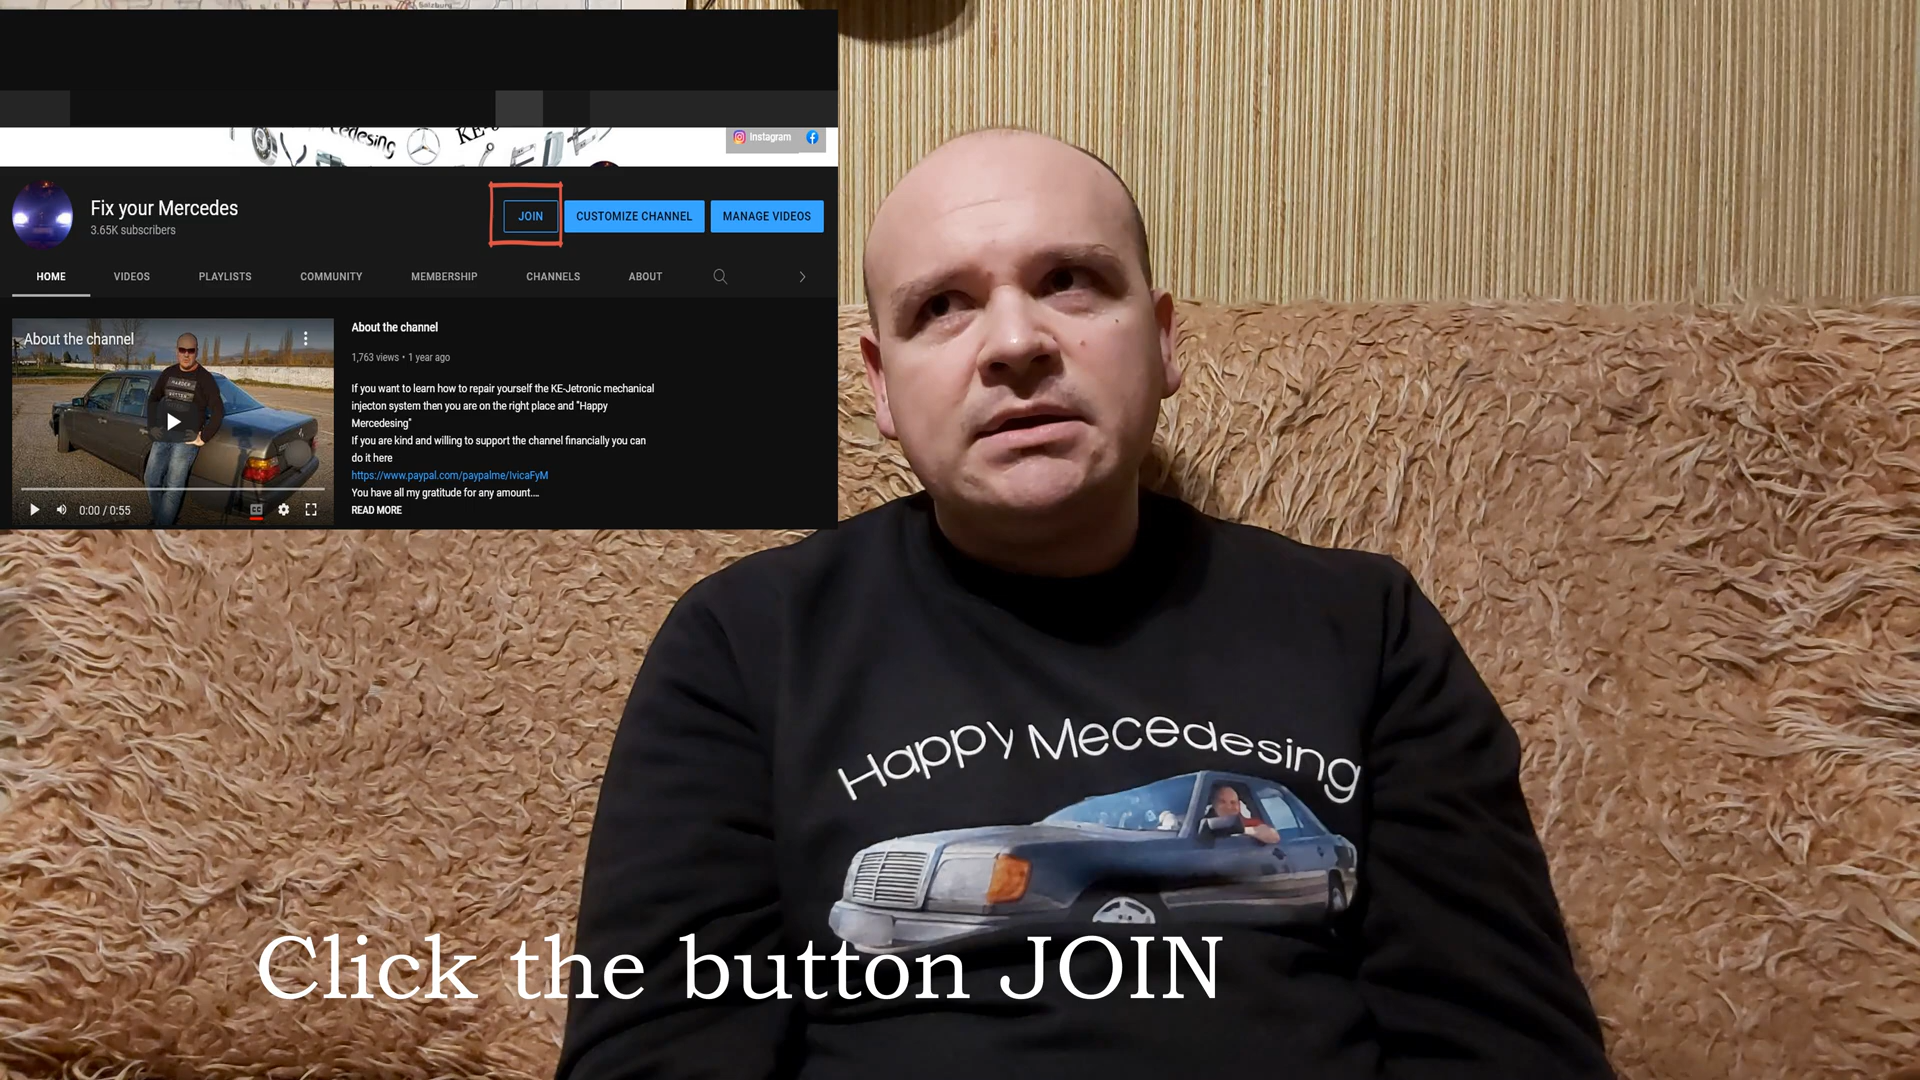 Salzburg
edesing
KE-
Instagram
Fix your Mercedes
3.65K subscribers
JOIN
CUSTOMIZE CHANNEL
MANAGE VIDEOS
HOME
VIDEOS
PLAYLISTS
COMMUNITY
MEMBERSHIP
CHANNELS
ABOUT
About the channel
HARDER
0:00 / 0:55
CC
About the channel
1,763 views • 1 year ago
If you want to learn how to repair yourself the KE-Jetronic mechanical
injecton system then you are on the right place and "Happy
Mercedesing"
If you are kind and willing to support the channel financially you can
do it here
https://www.paypal.com/paypalme/IvicaFyM
You have all my gratitude for any amount....
READ MORE
Happy Mecedesing
Click the button JOIN